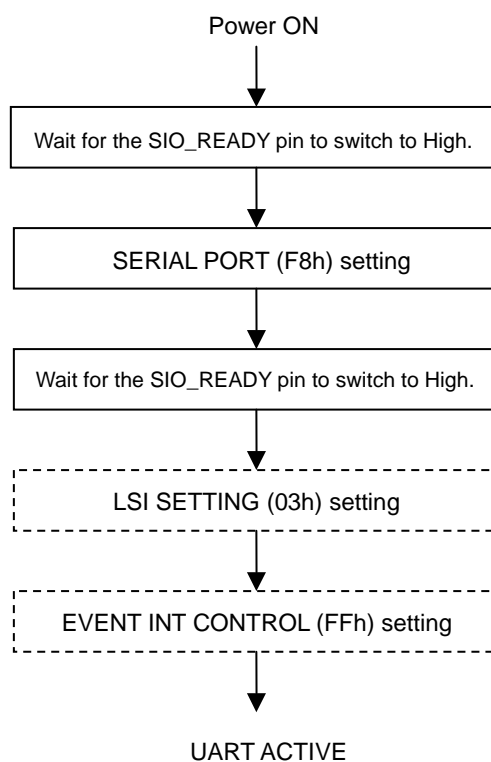 Power ON
Wait for the SIO_READY pin to switch to High.
SERIAL PORT (F8h) setting
Wait for the SIO_READY pin to switch to High.
LSI SETTING (03h) setting
EVENT INT CONTROL (FFh) setting
UART ACTIVE